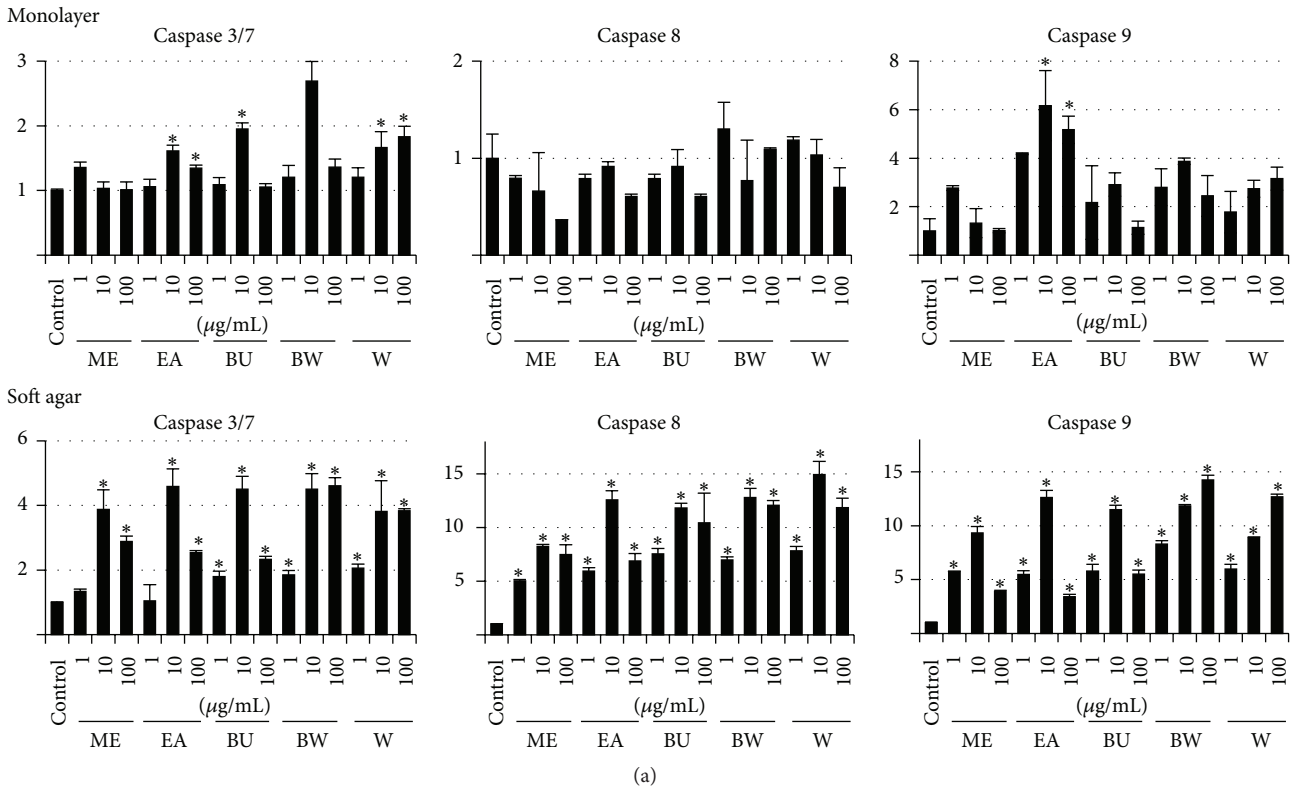 Monolayer
Caspase 3/7
3
2
1
0
* * * * *
Control 1 10 100 1 10 100 1 10 100 1 10 100 1 10 100
(μg/mL)
ME EA BU BW W
Caspase 8
2
1
0
Control 1 10 100 1 10 100 1 10 100 1 10 100 1 10 100
(μg/mL)
ME EA BU BW W
Caspase 9
8
6
4
2
0
* *
Control 1 10 100 1 10 100 1 10 100 1 10 100 1 10 100
(μg/mL)
ME EA BU BW W
Soft agar
Caspase 3/7
6
4
2
* * * * * * * * * * * * *
Control 1 10 100 1 10 100 1 10 100 1 10 100 1 10 100
(μg/mL)
ME EA BU BW W
Caspase 8
15
10
5
* * * * * * * * * * * * * * *
Control 1 10 100 1 10 100 1 10 100 1 10 100 1 10 100
(μg/mL)
ME EA BU BW W
Caspase 9
15
10
5
* * * * * * * * * * * * * * *
Control 1 10 100 1 10 100 1 10 100 1 10 100 1 10 100
(μg/mL)
ME EA BU BW W
(a)